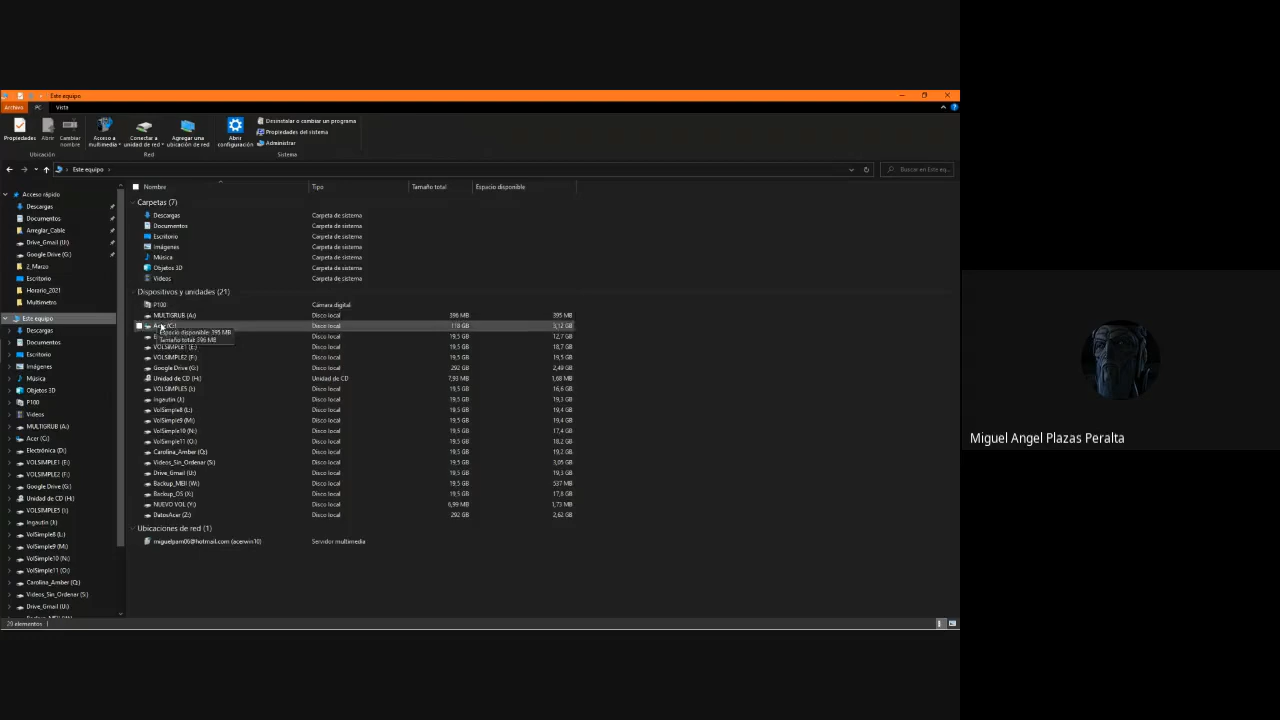 Este equipo
Archivo PC Vista
Propiedades Abrir Cambiar nombre Acceso a multimedia Conectar a unidad de red Agregar una ubicación de red Abrir configuración Desinstalar o cambiar un programa
Propiedades del sistema
Administrar
Ubicación Red Sistema
Este equipo Buscar en Este eq...
Nombre Tipo Tamaño total Espacio disponible
Acceso rápido
Descargas
Documentos
Arreglar_Cable
Drive_Gmail (U:)
Google Drive (G:)
2_Marzo
Escritorio
Horario_2021
Multimetro
Este equipo
Descargas
Documentos
Escritorio
Imágenes
Música
Objetos 3D
P100
Videos
MULTIGRUB (A:)
Acer (C:)
Electrónica (D:)
VOLSIMPLE1 (E:)
VOLSIMPLE2 (F:)
Google Drive (G:)
Unidad de CD (H:)
VOLSIMPLE5 (I:)
Ingautin (J:)
VolSimple8 (L:)
VolSimple9 (M:)
VolSimple10 (N:)
VolSimple11 (O:)
Carolina_Amber (Q:)
Videos_Sin_Ordenar (S:)
Drive_Gmail (U:)
Carpetas (7)
Descargas Carpeta de sistema
Documentos Carpeta de sistema
Escritorio Carpeta de sistema
Imágenes Carpeta de sistema
Música Carpeta de sistema
Objetos 3D Carpeta de sistema
Videos Carpeta de sistema
Dispositivos y unidades (21)
P100 Cámara digital
MULTIGRUB (A:) Disco local 396 MB 395 MB
Acer (C:) Disco local 118 GB 3,12 GB
Espacio disponible: 395 MB
Tamaño total: 396 MB
Disco local 19,5 GB 12,7 GB
VOLSIMPLE1 (E:) Disco local 19,5 GB 18,7 GB
VOLSIMPLE2 (F:) Disco local 19,5 GB 19,5 GB
Google Drive (G:) Disco local 292 GB 2,49 GB
Unidad de CD (H:) Unidad de CD 7,93 MB 1,68 MB
VOLSIMPLE5 (I:) Disco local 19,5 GB 16,6 GB
Ingautin (J:) Disco local 19,5 GB 19,3 GB
VolSimple8 (L:) Disco local 19,5 GB 19,4 GB
VolSimple9 (M:) Disco local 19,5 GB 19,4 GB
VolSimple10 (N:) Disco local 19,5 GB 17,4 GB
VolSimple11 (O:) Disco local 19,5 GB 18,2 GB
Carolina_Amber (Q:) Disco local 19,5 GB 19,2 GB
Videos_Sin_Ordenar (S:) Disco local 19,5 GB 3,05 GB
Drive_Gmail (U:) Disco local 19,5 GB 19,3 GB
Backup_MEII (W:) Disco local 19,5 GB 537 MB
Backup_OS (X:) Disco local 19,5 GB 17,8 GB
NUEVO VOL (Y:) Disco local 6,99 MB 1,73 MB
DatosAcer (Z:) Disco local 292 GB 2,62 GB
Ubicaciones de red (1)
Servidor multimedia
29 elementos
Miguel Angel Plazas Peralta